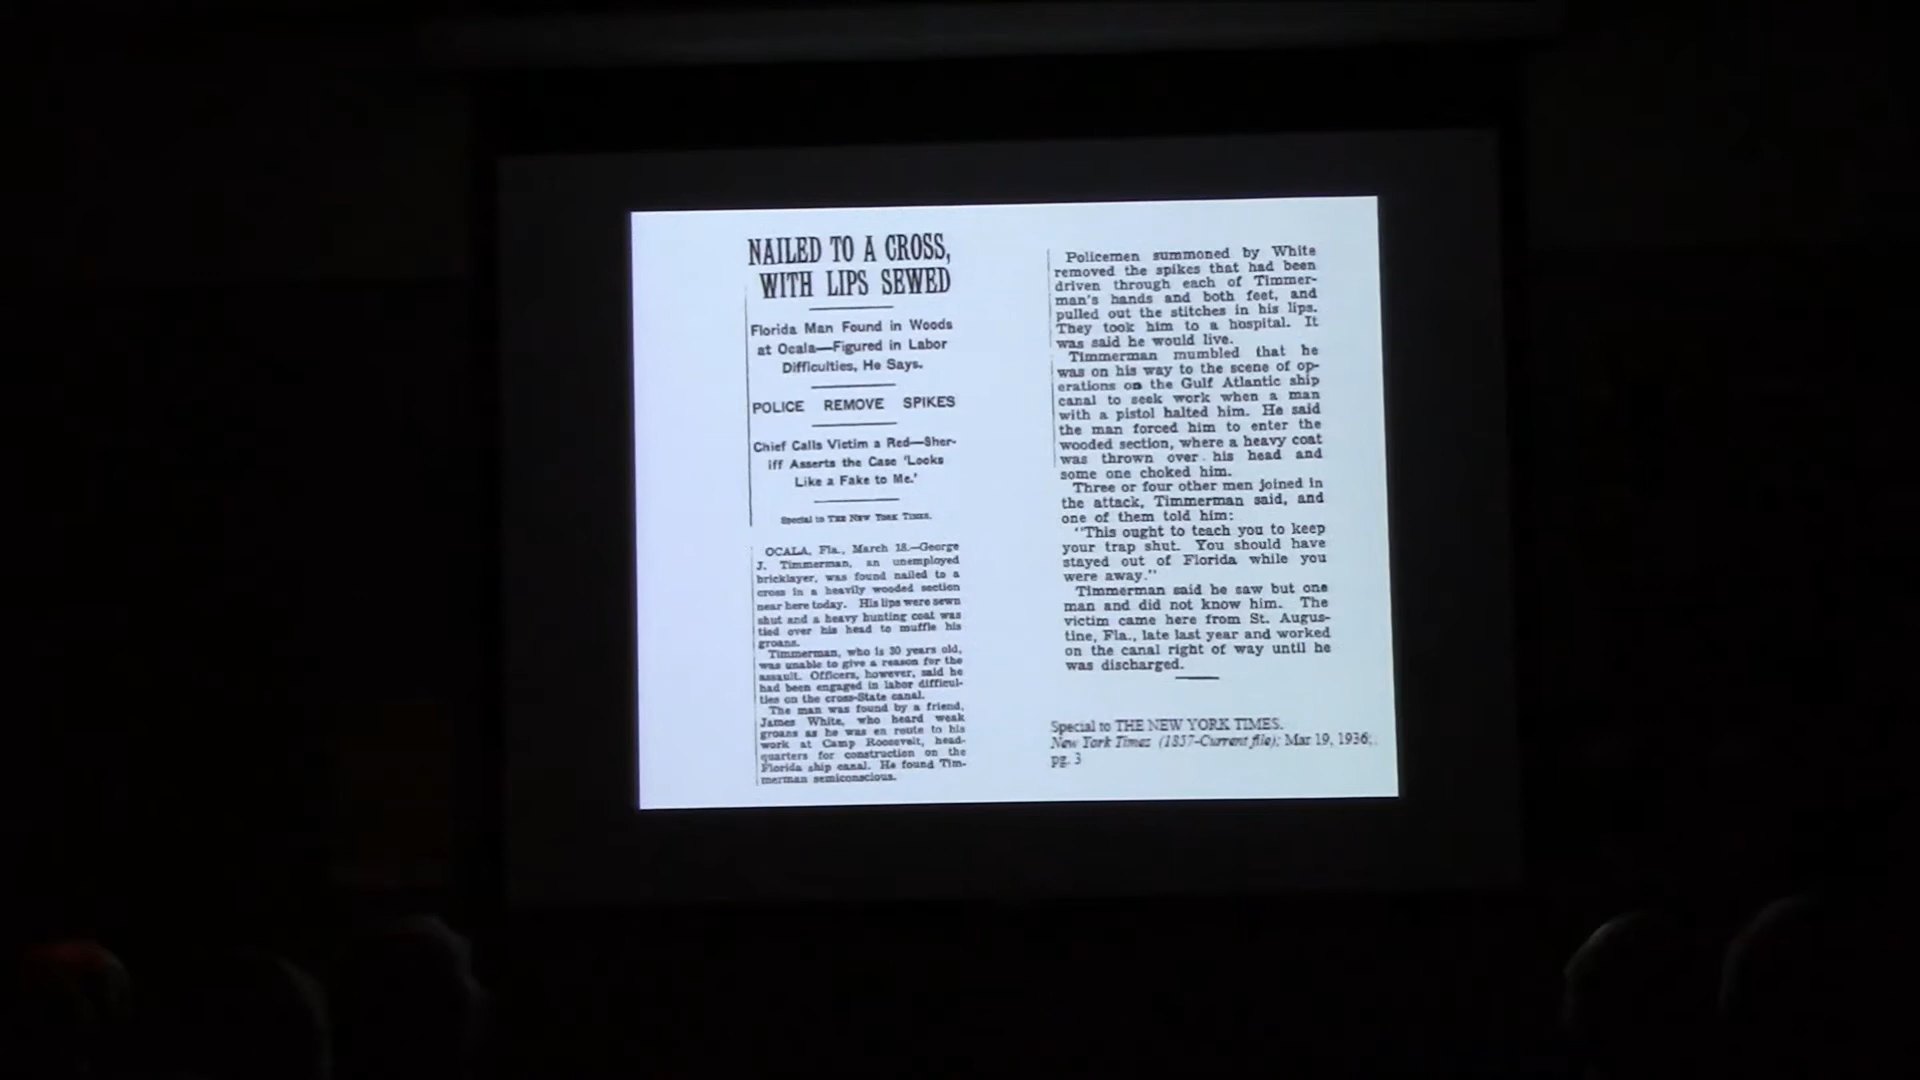 NAILED TO A CROSS,
WITH LIPS SEWED
Florida Man Found in Woods
at Ocala—Figured in Labor
Difficulties, He Says.
POLICE REMOVE SPIKES
Chief Calls Victim a Red—Sher-
iff Asserts the Case 'Looks
Like a Fake to Me.'
Special to THE NEW YORK TIMES.
OCALA, Fla., March 18.—George
J. Timmerman, an unemployed
bricklayer, was found nailed to a
cross in a heavily wooded section
near here today. His lips were sewn
shut and a heavy hunting coat was
tied over his head to muffle his
groans.
Timmerman, who is 30 years old,
was unable to give a reason for the
assault. Officers, however, said he
had been engaged in labor difficul-
ties on the cross-State canal.
The man was found by a friend,
James White, who heard weak
groans as he was en route to his
work at Camp Roosevelt, head-
quarters for construction on the
Florida ship canal. He found Tim-
merman semiconscious.
Policemen summoned by White
removed the spikes that had been
driven through each of Timmer-
man's hands and both feet, and
pulled out the stitches in his lips.
They took him to a hospital. It
was said he would live.
Timmerman mumbled that he
was on his way to the scene of op-
erations on the Gulf Atlantic ship
canal to seek work when a man
with a pistol halted him. He said
the man forced him to enter the
wooded section, where a heavy coat
was thrown over his head and
some one choked him.
Three or four other men joined in
the attack, Timmerman said, and
one of them told him:
"This ought to teach you to keep
your trap shut. You should have
stayed out of Florida while you
were away."
Timmerman said he saw but one
man and did not know him. The
victim came here from St. Augus-
tine, Fla., late last year and worked
on the canal right of way until he
was discharged.
Special to THE NEW YORK TIMES.
New York Times (1857-Current file); Mar 19, 1936;
pg. 3